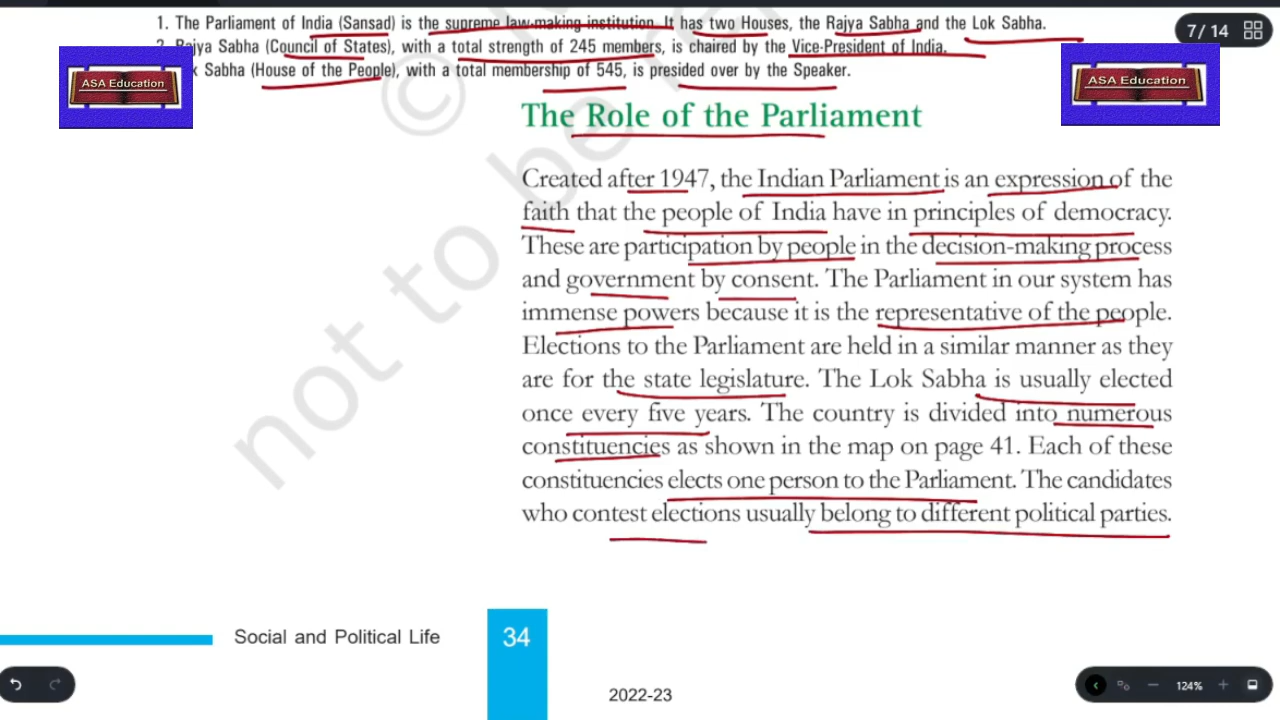 1. The Parliament of India (Sansad) is the supreme law-making institution. It has two Houses, the Rajya Sabha and the Lok Sabha.
7/14
2. Rajya Sabha (Council of States), with a total strength of 245 members, is chaired by the Vice-President of India.
k Sabha (House of the People), with a total membership of 545, is presided over by the Speaker.
ASA Education
ASA Education
The Role of the Parliament
Created after 1947, the Indian Parliament is an expression of the
faith that the people of India have in principles of democracy.
These are participation by people in the decision-making process
and government by consent. The Parliament in our system has
immense powers because it is the representative of the people.
Elections to the Parliament are held in a similar manner as they
are for the state legislature. The Lok Sabha is usually elected
once every five years. The country is divided into numerous
constituencies as shown in the map on page 41. Each of these
constituencies elects one person to the Parliament. The candidates
who contest elections usually belong to different political parties.
© not to be re
Social and Political Life
34
2022-23
124%